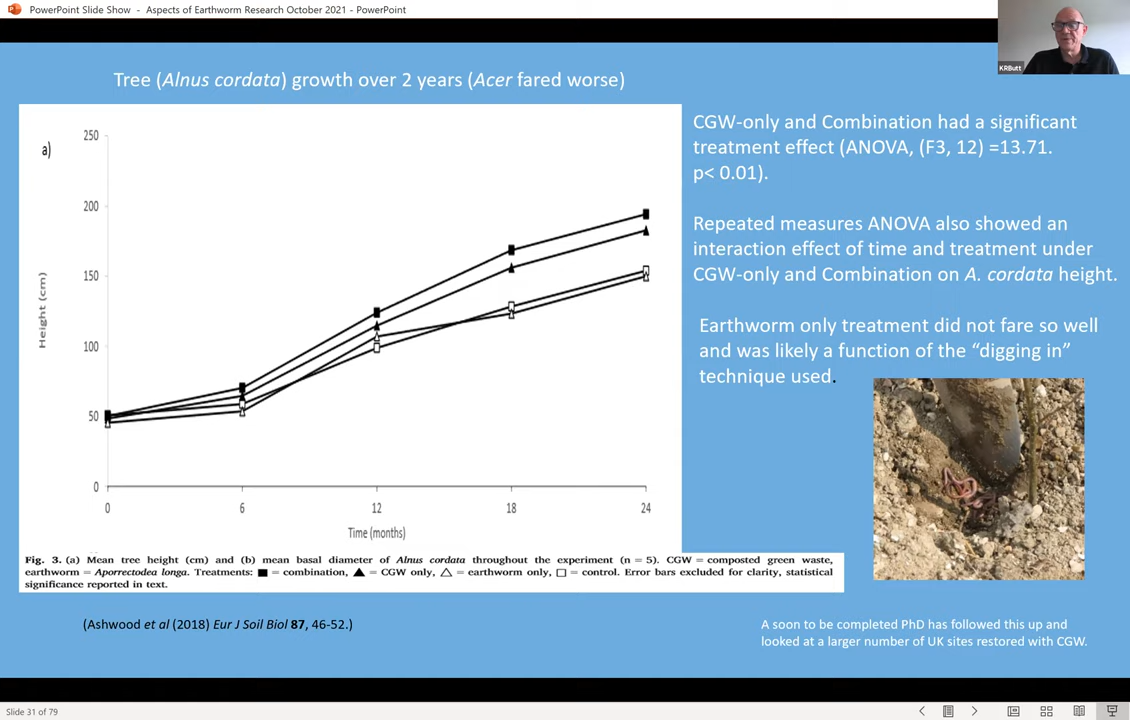 PowerPoint Slide Show - Aspects of Earthworm Research October 2021 - PowerPoint
KRButt
Tree (Alnus cordata) growth over 2 years (Acer fared worse)
a)
250
200
150
100
50
0
Height (cm)
0 6 12 18 24
Time (months)
Fig. 3. (a) Mean tree height (cm) and (b) mean basal diameter of Alnus cordata throughout the experiment (n = 5). CGW = composted green waste,
earthworm = Aporrectodea longa. Treatments: ■ = combination, ▲ = CGW only, △ = earthworm only, □ = control. Error bars excluded for clarity, statistical
significance reported in text.
(Ashwood et al (2018) Eur J Soil Biol 87, 46-52.)
CGW-only and Combination had a significant
treatment effect (ANOVA, (F3, 12) =13.71.
p< 0.01).
Repeated measures ANOVA also showed an
interaction effect of time and treatment under
CGW-only and Combination on A. cordata height.
Earthworm only treatment did not fare so well
and was likely a function of the “digging in”
technique used.
A soon to be completed PhD has followed this up and
looked at a larger number of UK sites restored with CGW.
Slide 31 of 79